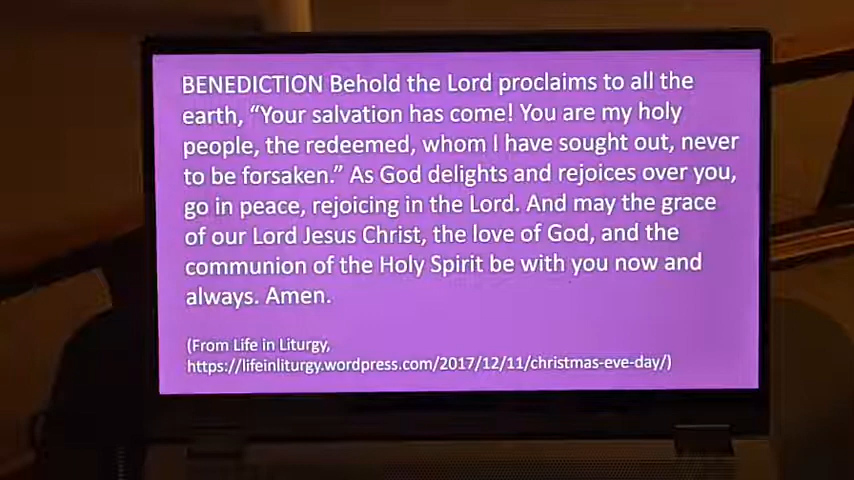 BENEDICTION Behold the Lord proclaims to all the
earth, “Your salvation has come! You are my holy
people, the redeemed, whom I have sought out, never
to be forsaken.” As God delights and rejoices over you,
go in peace, rejoicing in the Lord. And may the grace
of our Lord Jesus Christ, the love of God, and the
communion of the Holy Spirit be with you now and
always. Amen.
(From Life in Liturgy,
https://lifeinliturgy.wordpress.com/2017/12/11/christmas-eve-day/)